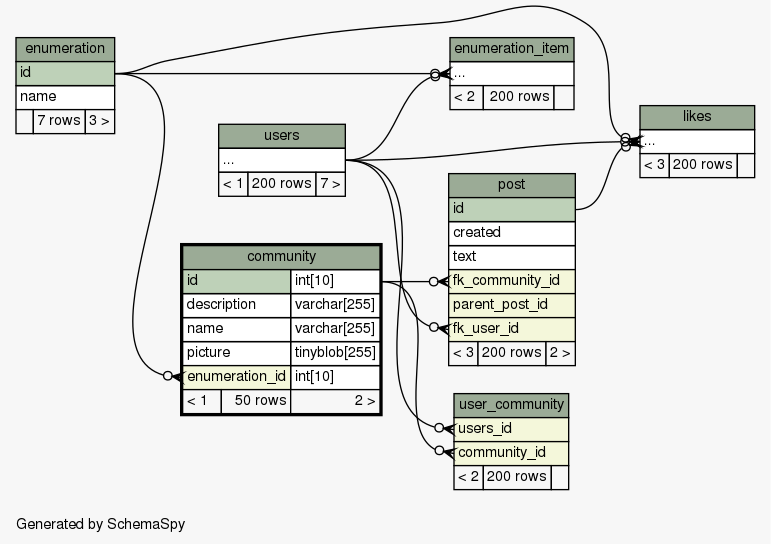 enumeration
id
name
7 rows 3 >
enumeration_item
...
< 2 200 rows
likes
...
< 3 200 rows
users
...
< 1 200 rows 7 >
post
id
created
text
fk_community_id
parent_post_id
fk_user_id
< 3 200 rows 2 >
community
id int[10]
description varchar[255]
name varchar[255]
picture tinyblob[255]
enumeration_id int[10]
< 1 50 rows 2 >
user_community
users_id
community_id
< 2 200 rows
Generated by SchemaSpy